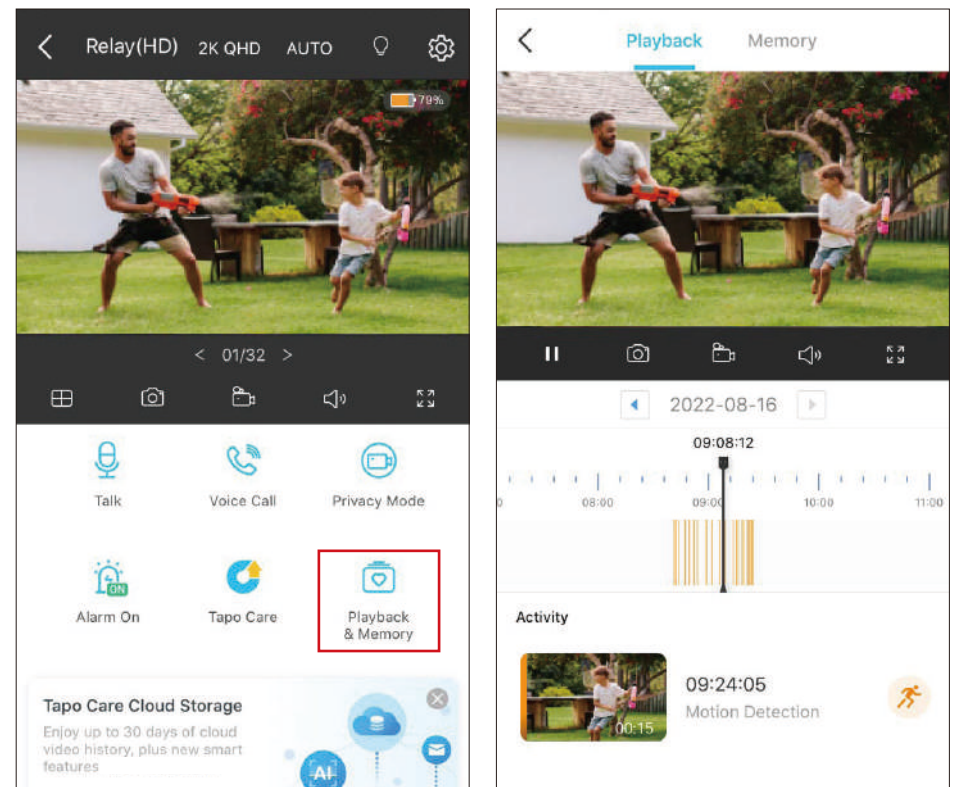 Relay(HD) 2K QHD AUTO
79%
< 01/32 >
Talk
Voice Call
Privacy Mode
ON
Alarm On
Tapo Care
Playback
& Memory
Tapo Care Cloud Storage
Enjoy up to 30 days of cloud
video history, plus new smart
features
AI
Playback Memory
2022-08-16
09:08:12
0 08:00 09:00 10:00 11:00
Activity
00:15
09:24:05
Motion Detection